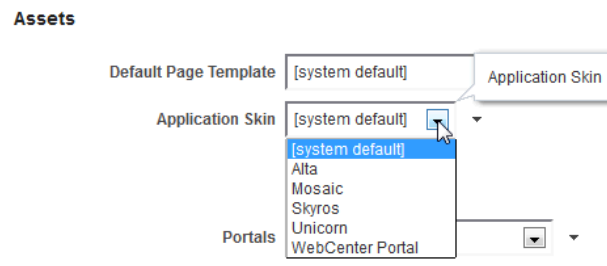 Assets
Default Page Template [system default]
Application Skin
Application Skin [system default]
[system default]
Alta
Mosaic
Skyros
Unicorn
Portals
WebCenter Portal